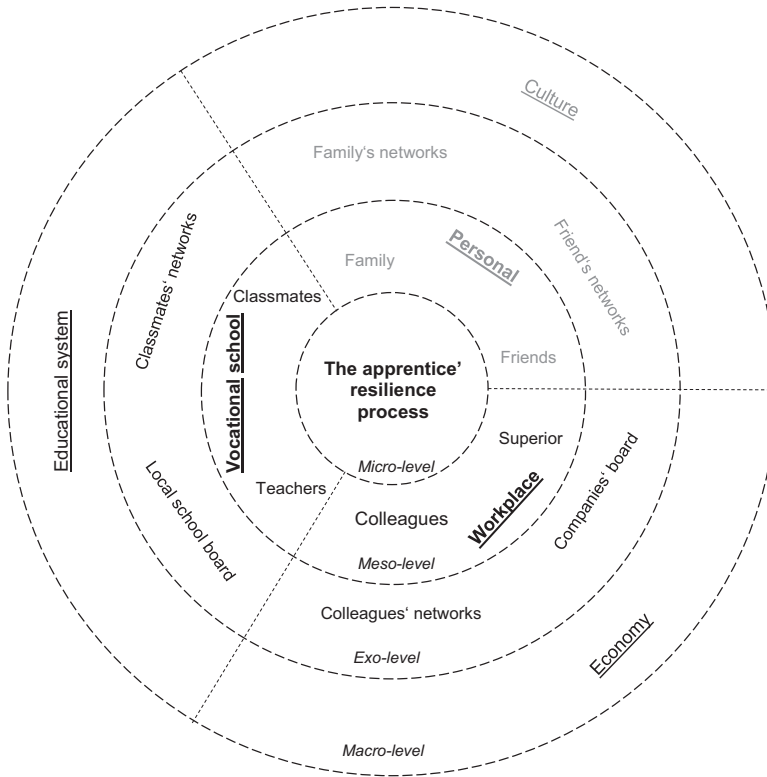 Culture
Family‘s networks
Friend‘s networks
Personal
Family
Friends
Classmates‘ networks
Classmates
Vocational school
Educational system
Teachers
Local school board
The apprentice’
resilience
process
Micro-level
Superior
Workplace
Colleagues
Meso-level
Companies‘ board
Colleagues‘ networks
Exo-level
Economy
Macro-level